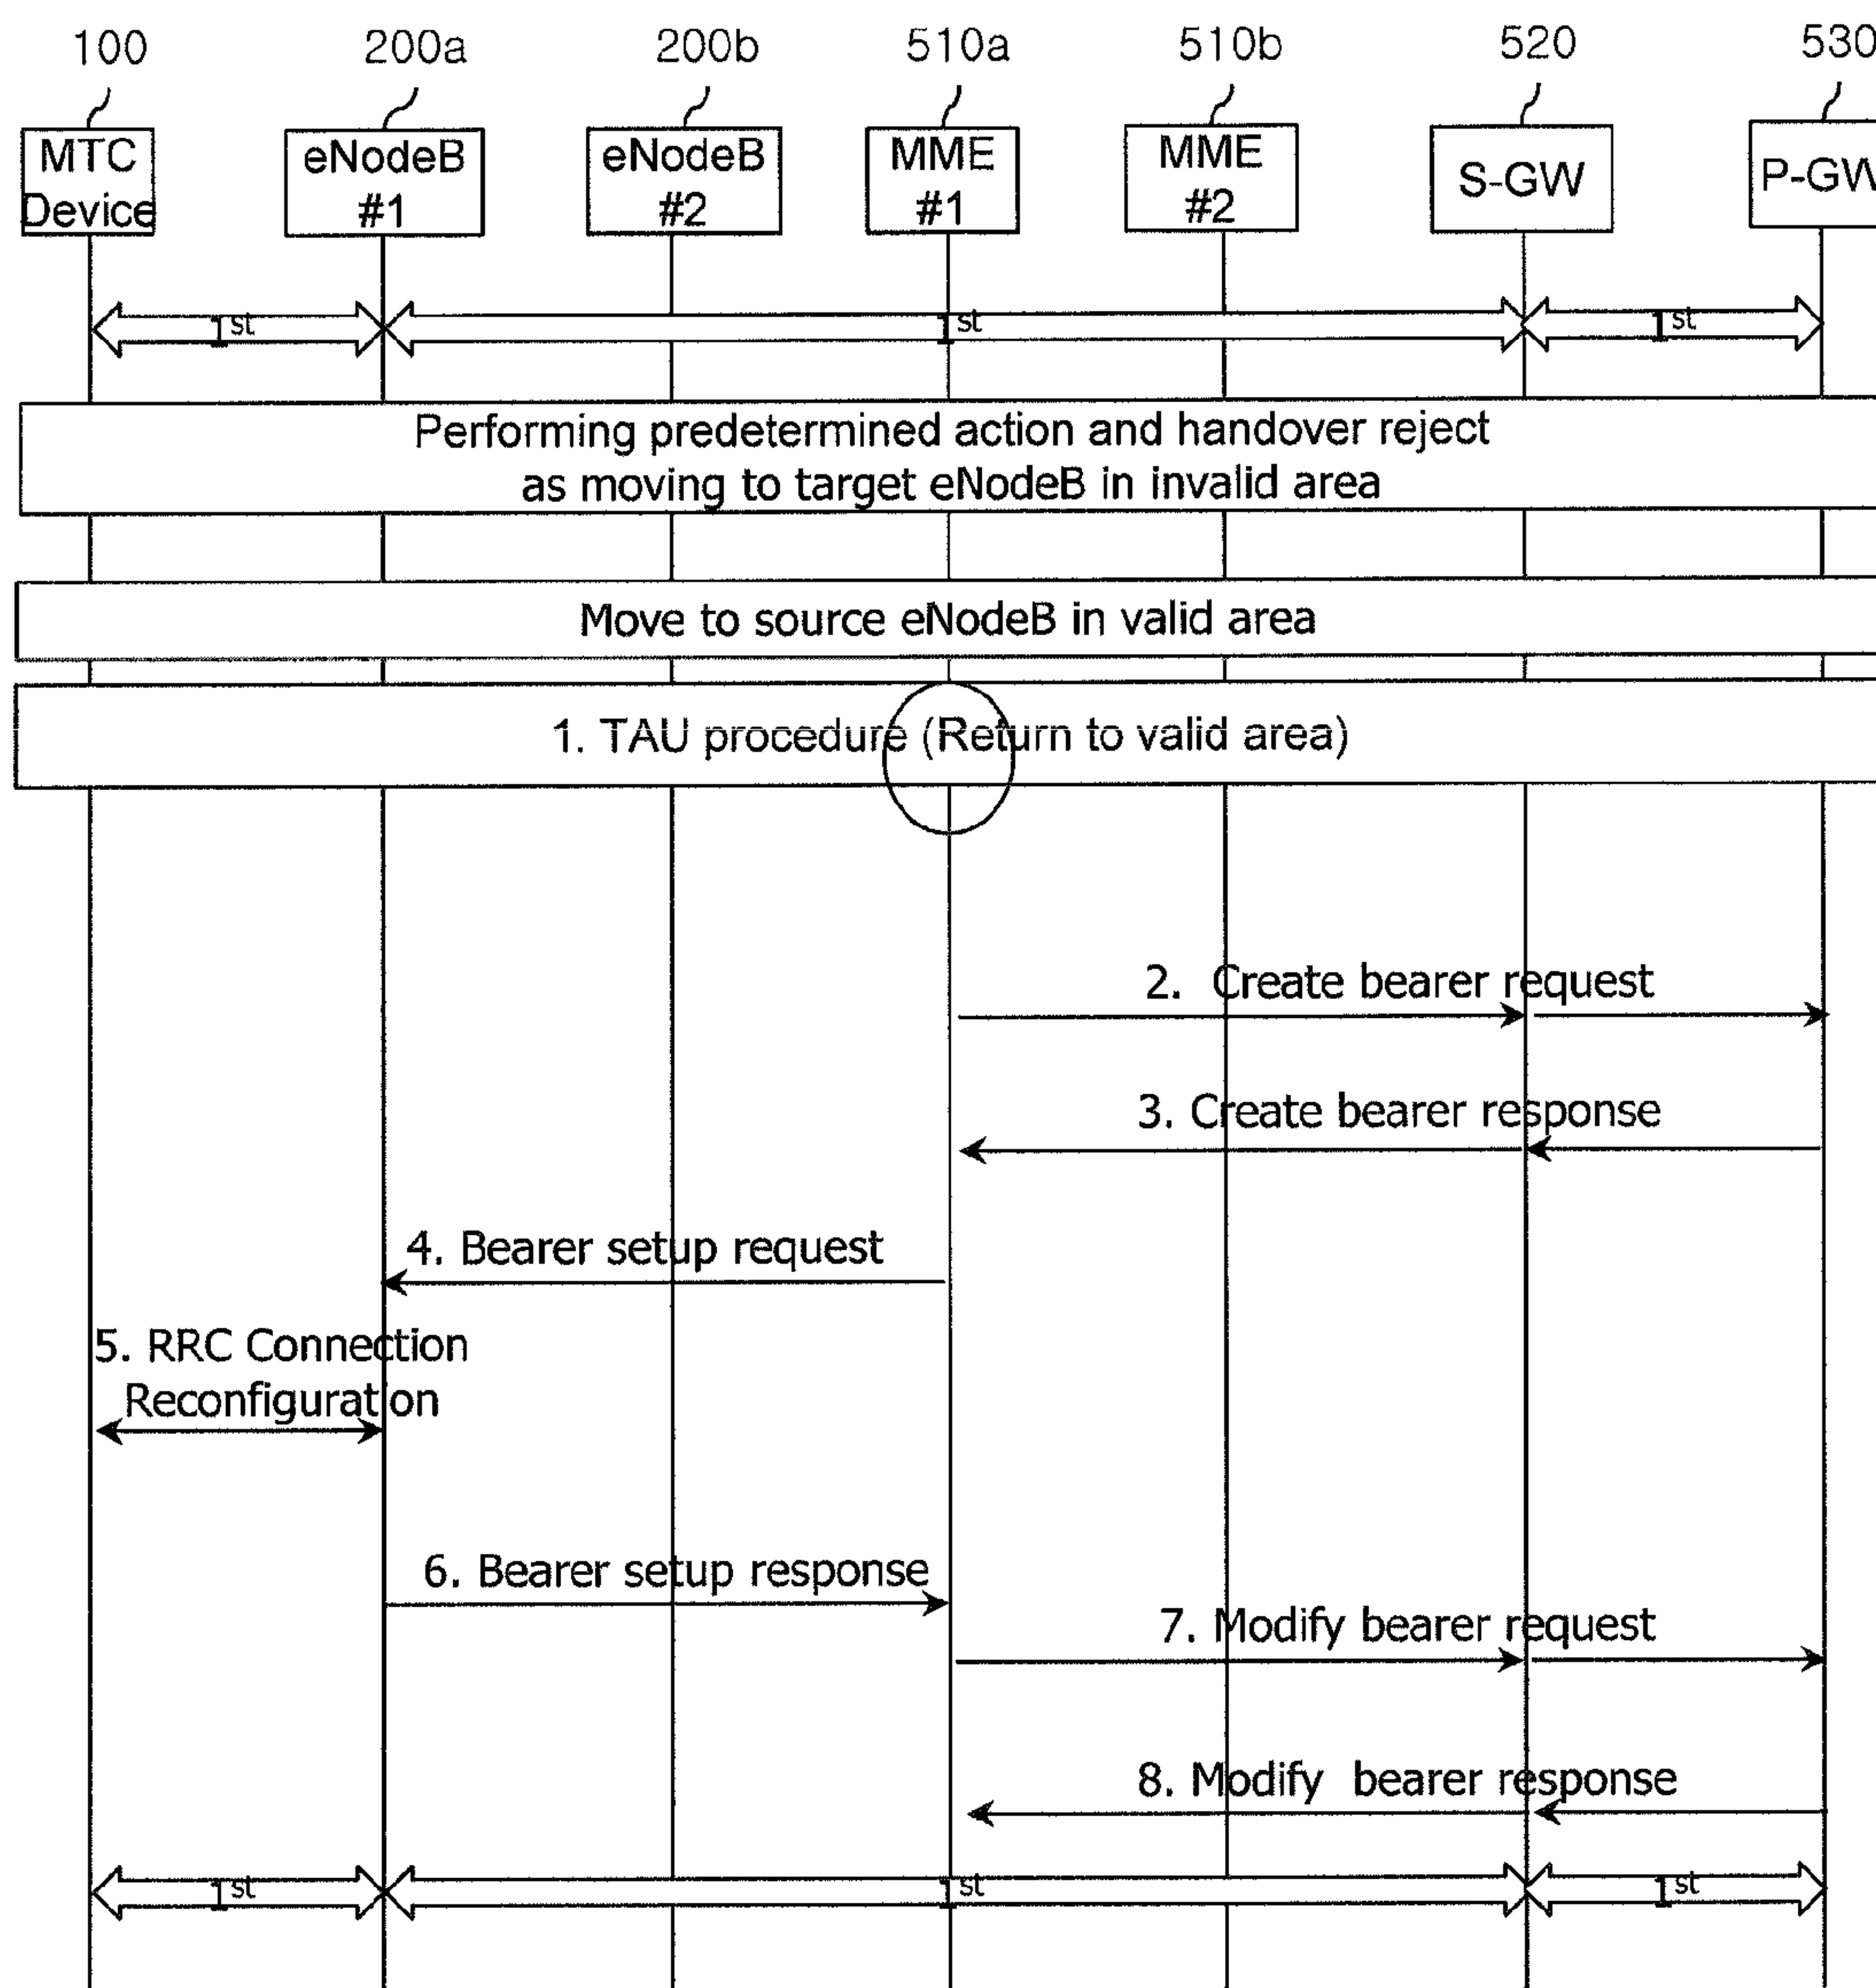 100 200a 200b 510a 510b 520 530
MTC Device
eNodeB #1
eNodeB #2
MME #1
MME #2
S-GW
P-GW
1st 1st 1st
Performing predetermined action and handover reject
as moving to target eNodeB in invalid area
Move to source eNodeB in valid area
1. TAU procedure (Return to valid area)
2. Create bearer request
3. Create bearer response
4. Bearer setup request
5. RRC Connection
Reconfiguration
6. Bearer setup response
7. Modify bearer request
8. Modify bearer response
1st 1st 1st